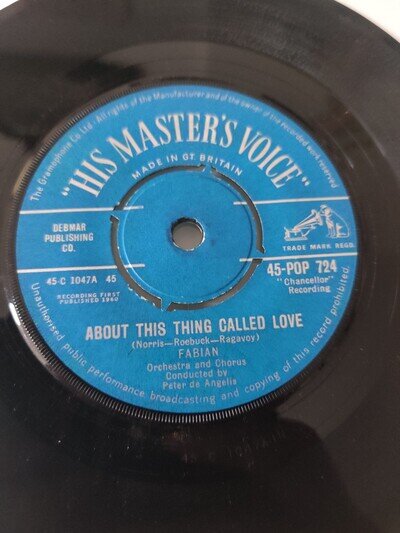 The Gramophone Co Ltd - All rights of the Manufacturer and of the owner of the recorded work reserved.
"HIS MASTER'S VOICE"
MADE IN GT. BRITAIN
DEBMAR
PUBLISHING
CO.
TRADE MARK REGD.
45-C 1047A 45
45-POP 724
RECORDING FIRST
PUBLISHED 1960
"Chancellor"
Recording
ABOUT THIS THING CALLED LOVE
(Norris—Roebuck—Ragavoy)
FABIAN
Orchestra and Chorus
Conducted by
Peter de Angelis
Unauthorised public performance broadcasting and copying of this record prohibited.